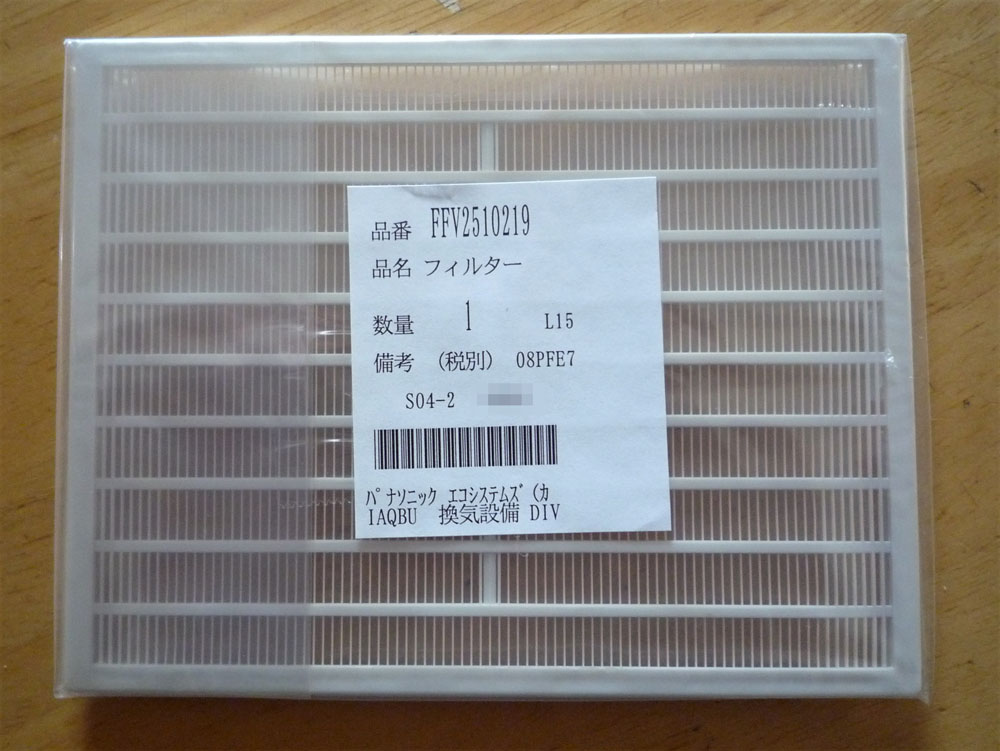 品番 FFV2510219
品名 フィルター
数量 1 L15
備考 (税別) 08PFE7
S04-2
ﾊﾟﾅｿﾆｯｸ ｴｺｼｽﾃﾑｽﾞ(ｶ
IAQBU 換気設備 DIV